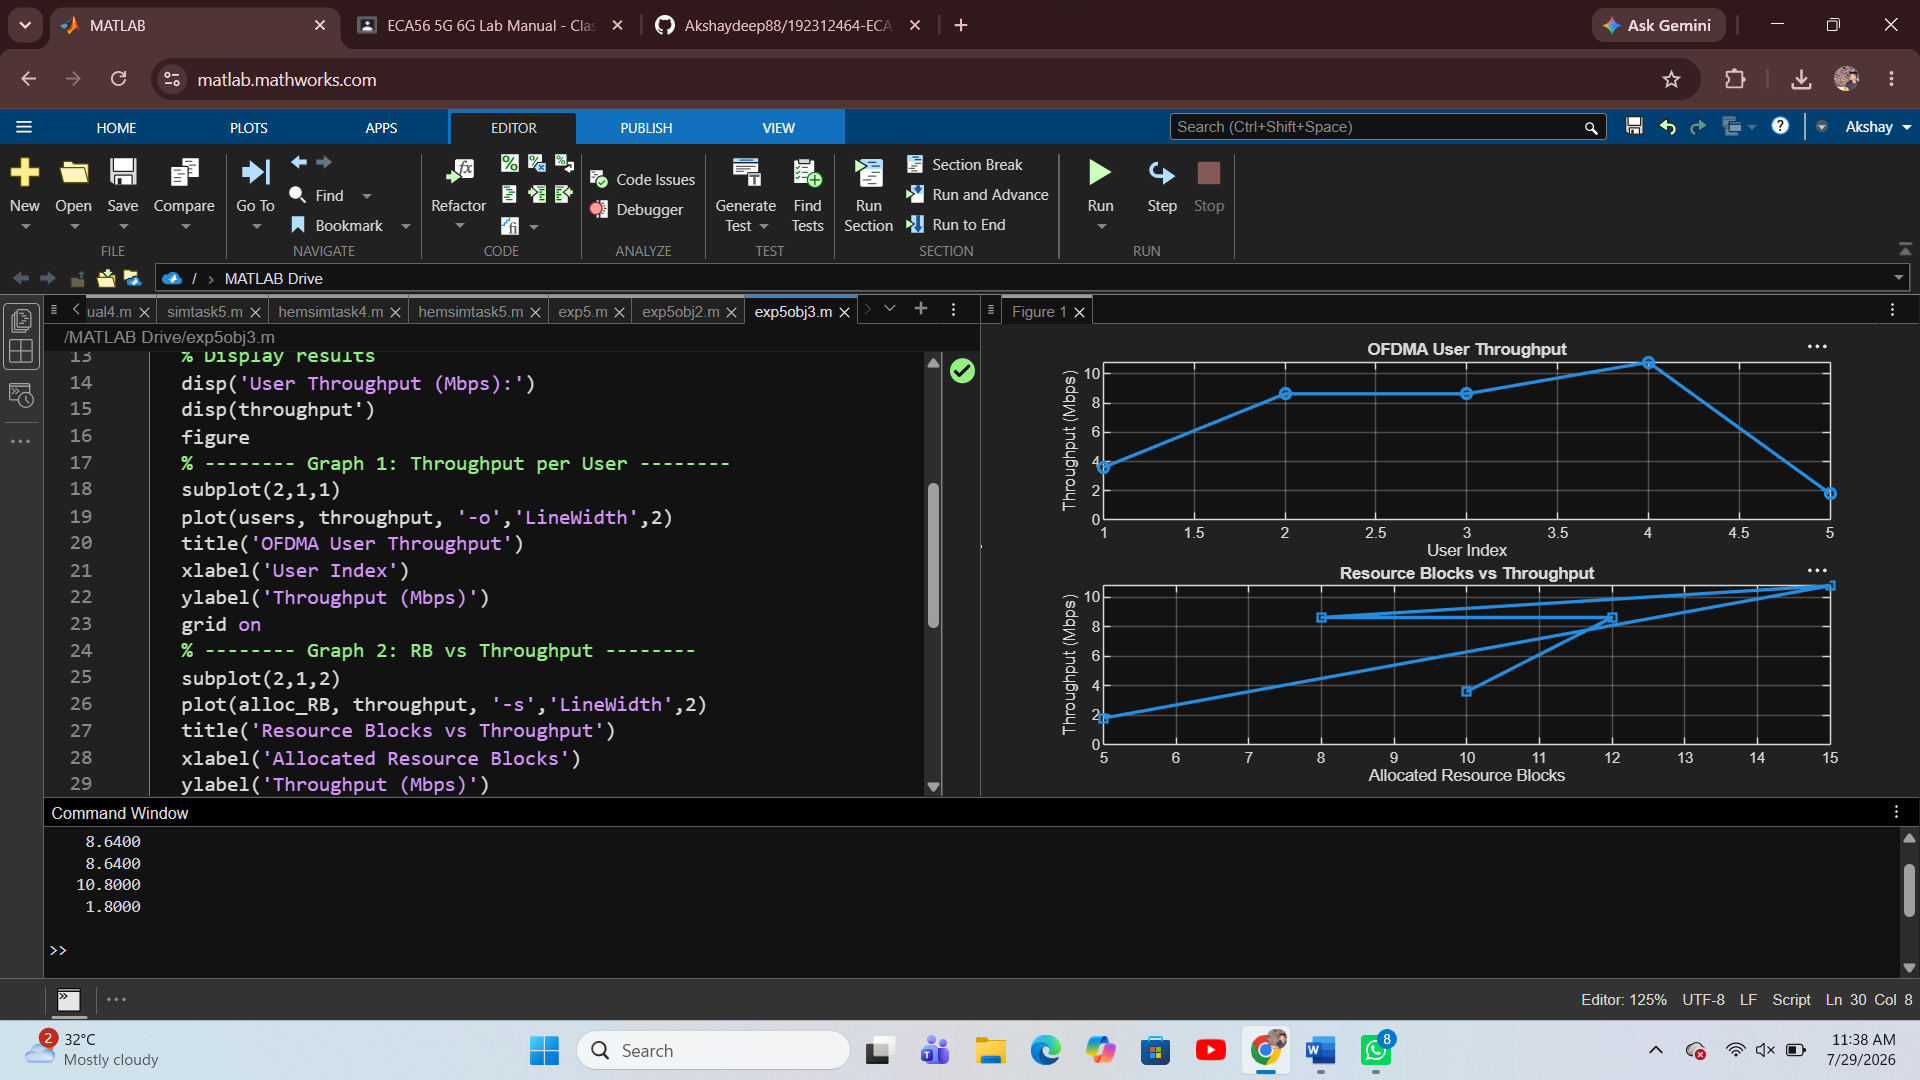 MATLAB
ECA56 5G 6G Lab Manual - Clas
Akshaydeep88/192312464-ECA
Ask Gemini
matlab.mathworks.com
HOME
PLOTS
APPS
EDITOR
PUBLISH
VIEW
Search (Ctrl+Shift+Space)
Akshay
New
Open
Save
Compare
FILE
Go To
Find
Bookmark
NAVIGATE
Refactor
CODE
Code Issues
Debugger
ANALYZE
Generate Test
Find Tests
TEST
Run Section
Section Break
Run and Advance
Run to End
SECTION
Run
Step
Stop
RUN
/ › MATLAB Drive
ual4.m
simtask5.m
hemsimtask4.m
hemsimtask5.m
exp5.m
exp5obj2.m
exp5obj3.m
/MATLAB Drive/exp5obj3.m
13 % Display results
14 disp('User Throughput (Mbps):')
15 disp(throughput')
16 figure
17 % -------- Graph 1: Throughput per User --------
18 subplot(2,1,1)
19 plot(users, throughput, '-o','LineWidth',2)
20 title('OFDMA User Throughput')
21 xlabel('User Index')
22 ylabel('Throughput (Mbps)')
23 grid on
24 % -------- Graph 2: RB vs Throughput --------
25 subplot(2,1,2)
26 plot(alloc_RB, throughput, '-s','LineWidth',2)
27 title('Resource Blocks vs Throughput')
28 xlabel('Allocated Resource Blocks')
29 ylabel('Throughput (Mbps)')
Figure 1
OFDMA User Throughput
Throughput (Mbps)
10
8
6
4
2
0
1 1.5 2 2.5 3 3.5 4 4.5 5
User Index
Resource Blocks vs Throughput
Throughput (Mbps)
10
8
6
4
2
0
5 6 7 8 9 10 11 12 13 14 15
Allocated Resource Blocks
Command Window
8.6400
8.6400
10.8000
1.8000
>>
Editor: 125% UTF-8 LF Script Ln 30 Col 8
2
32°C
Mostly cloudy
Search
8
11:38 AM
7/29/2026